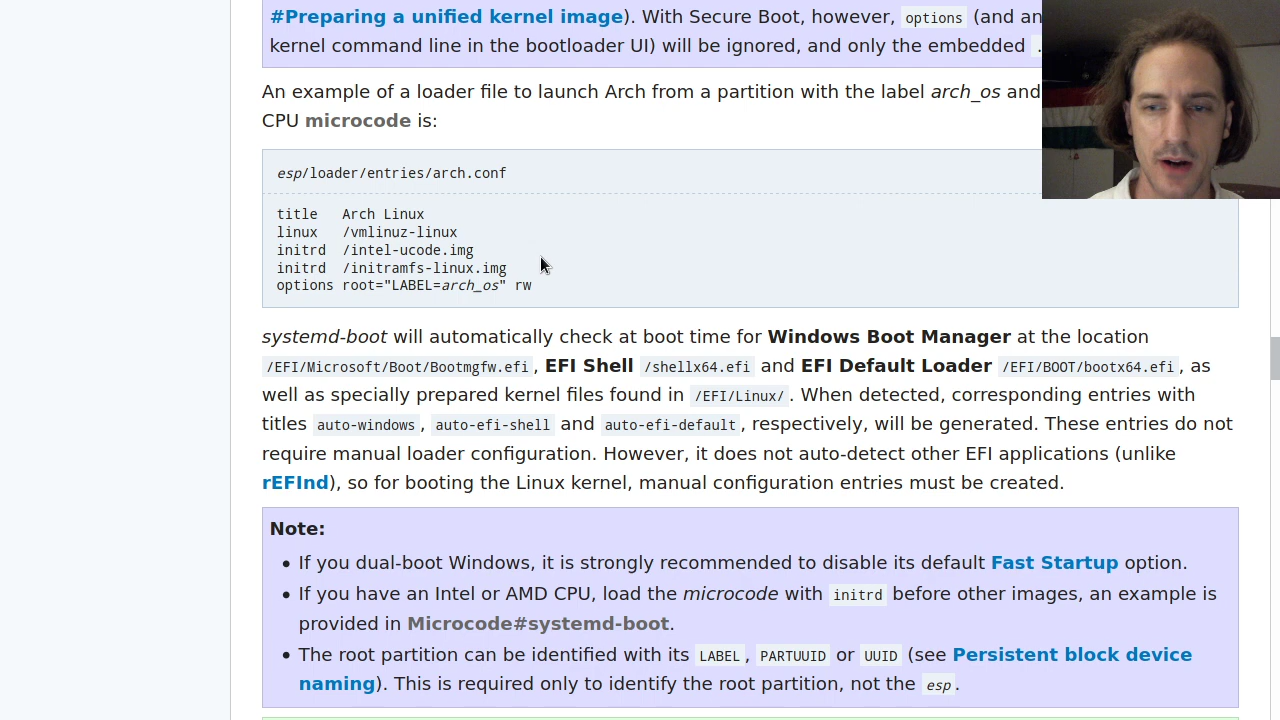 #Preparing a unified kernel image). With Secure Boot, however, options (and an
kernel command line in the bootloader UI) will be ignored, and only the embedded .
An example of a loader file to launch Arch from a partition with the label arch_os and
CPU microcode is:
esp/loader/entries/arch.conf
title   Arch Linux
linux   /vmlinuz-linux
initrd  /intel-ucode.img
initrd  /initramfs-linux.img
options root="LABEL=arch_os" rw
systemd-boot will automatically check at boot time for Windows Boot Manager at the location
/EFI/Microsoft/Boot/Bootmgfw.efi, EFI Shell /shellx64.efi and EFI Default Loader /EFI/BOOT/bootx64.efi, as
well as specially prepared kernel files found in /EFI/Linux/. When detected, corresponding entries with
titles auto-windows, auto-efi-shell and auto-efi-default, respectively, will be generated. These entries do not
require manual loader configuration. However, it does not auto-detect other EFI applications (unlike
rEFInd), so for booting the Linux kernel, manual configuration entries must be created.
Note:
• If you dual-boot Windows, it is strongly recommended to disable its default Fast Startup option.
• If you have an Intel or AMD CPU, load the microcode with initrd before other images, an example is
provided in Microcode#systemd-boot.
• The root partition can be identified with its LABEL, PARTUUID or UUID (see Persistent block device
naming). This is required only to identify the root partition, not the esp.